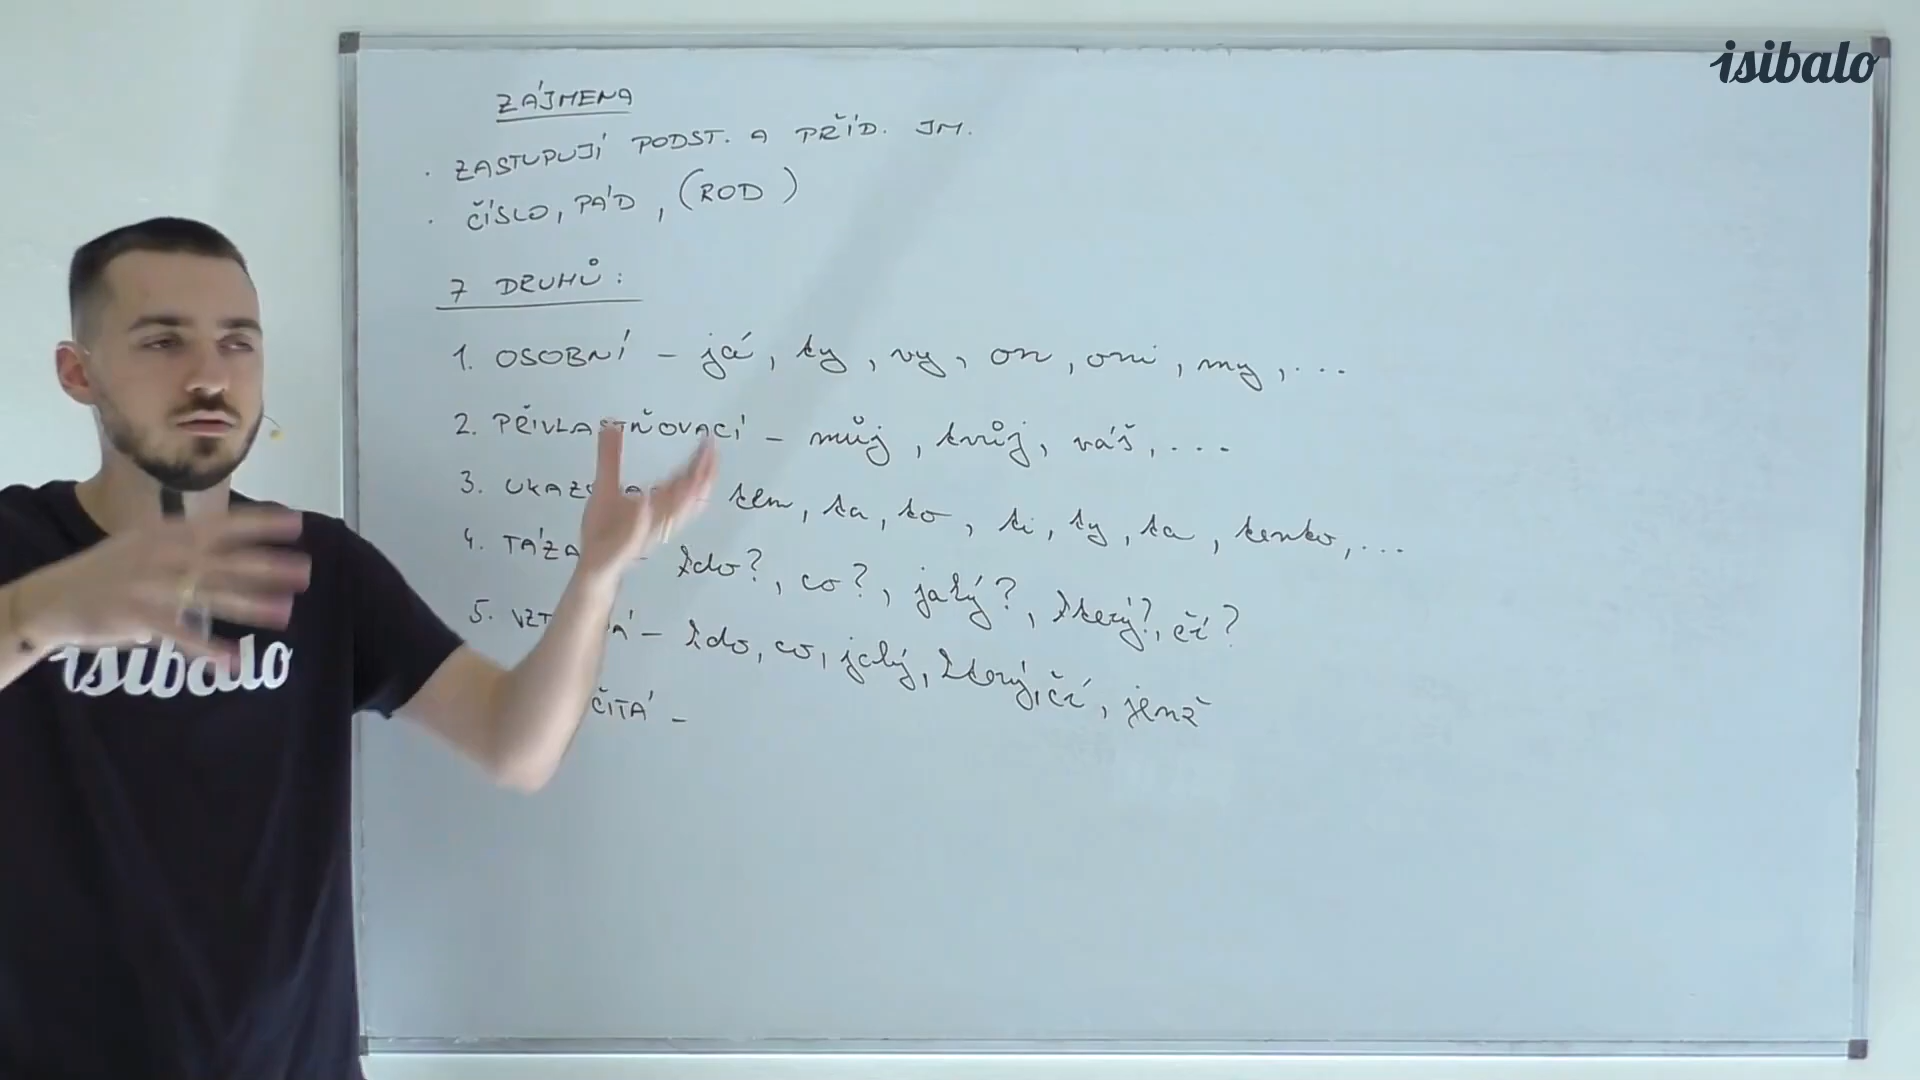 isibalo
ZÁJMENA
· ZASTUPUJÍ PODST. A PŘÍD. JM.
· ČÍSLO, PÁD, (ROD)
7 DRUHŮ:
1. OSOBNÍ – já, ty, vy, on, oni, my, ...
2. PŘIVLASTŇOVACÍ – můj, tvůj, váš, ...
3. – ten, ta, to, ti, ty, ta, tento, ...
4. – kdo?, co?, jaký?, který?, čí?
5. – kdo, co, jaký, který, čí, jenž
ČITÁ –
isibalo